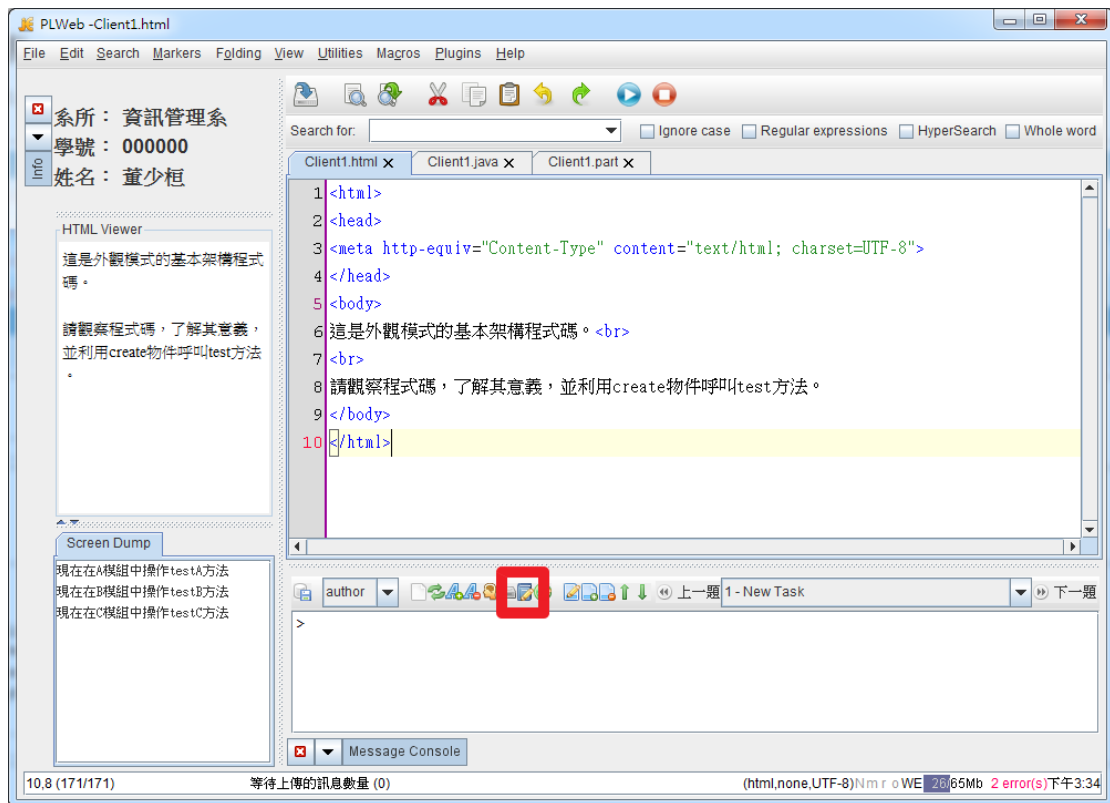 PLWeb -Client1.html
File Edit Search Markers Folding View Utilities Macros Plugins Help
系所： 資訊管理系
學號： 000000
姓名： 董少桓
Info
Search for: Ignore case Regular expressions HyperSearch Whole word
Client1.html Client1.java Client1.part
HTML Viewer
這是外觀模式的基本架構程式
碼。
請觀察程式碼，了解其意義，
並利用create物件呼叫test方法
。
1 <html>
2 <head>
3 <meta http-equiv="Content-Type" content="text/html; charset=UTF-8">
4 </head>
5 <body>
6 這是外觀模式的基本架構程式碼。<br>
7 <br>
8 請觀察程式碼，了解其意義，並利用create物件呼叫test方法。
9 </body>
10 </html>
Screen Dump
現在在A模組中操作testA方法
現在在B模組中操作testB方法
現在在C模組中操作testC方法
author 上一題 1 - New Task 下一題
>
Message Console
10,8 (171/171) 等待上傳的訊息數量 (0) (html,none,UTF-8) N m r o WE 26/65Mb 2 error(s) 下午3:34